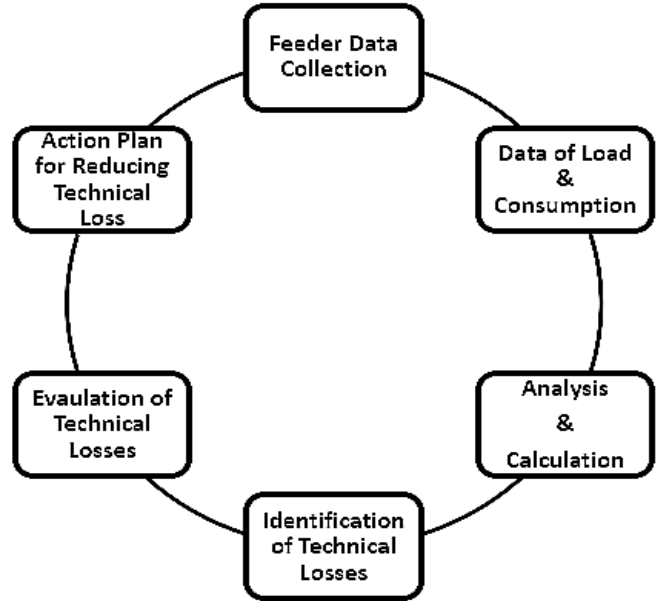 Feeder Data
Collection
Data of Load
&
Consumption
Analysis
&
Calculation
Identification
of Technical
Losses
Evaulation of
Technical
Losses
Action Plan
for Reducing
Technical
Loss